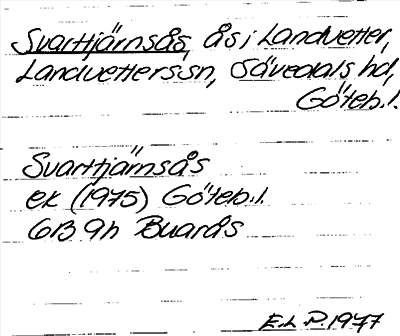 Svarttjärnsås, ås i Landvetter,
Landvetters sn, Sävedals hd,
Göteb. l.
Svarttjärnsås
ek (1975) Göteb. l.
6B 9h Buarås
E.L.P. 1977